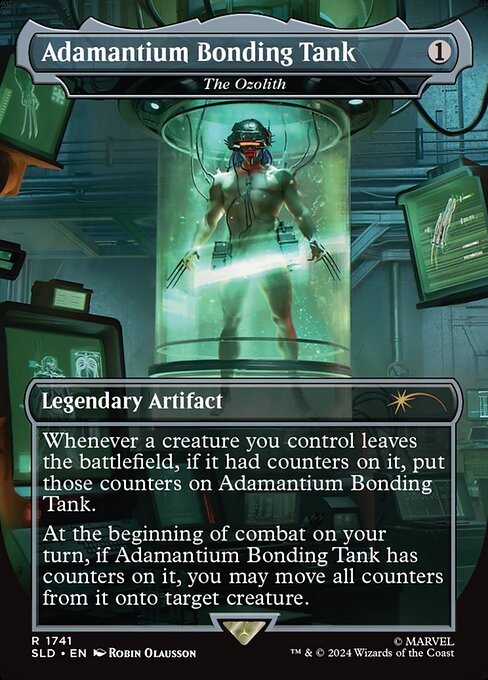 Adamantium Bonding Tank 1
The Ozolith
Legendary Artifact
Whenever a creature you control leaves
the battlefield, if it had counters on it, put
those counters on Adamantium Bonding
Tank.
At the beginning of combat on your
turn, if Adamantium Bonding Tank has
counters on it, you may move all counters
from it onto target creature.
R 1741
SLD • EN Robin Olausson
© MARVEL
™ & © 2024 Wizards of the Coast